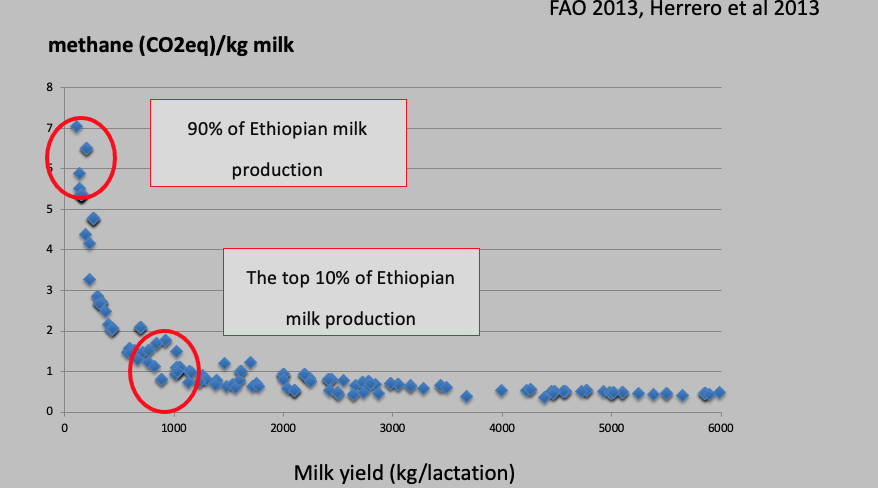 FAO 2013, Herrero et al 2013
methane (CO2eq)/kg milk
8
7
6
5
4
3
2
1
0
90% of Ethiopian milk
production
The top 10% of Ethiopian
milk production
0 1000 2000 3000 4000 5000 6000
Milk yield (kg/lactation)